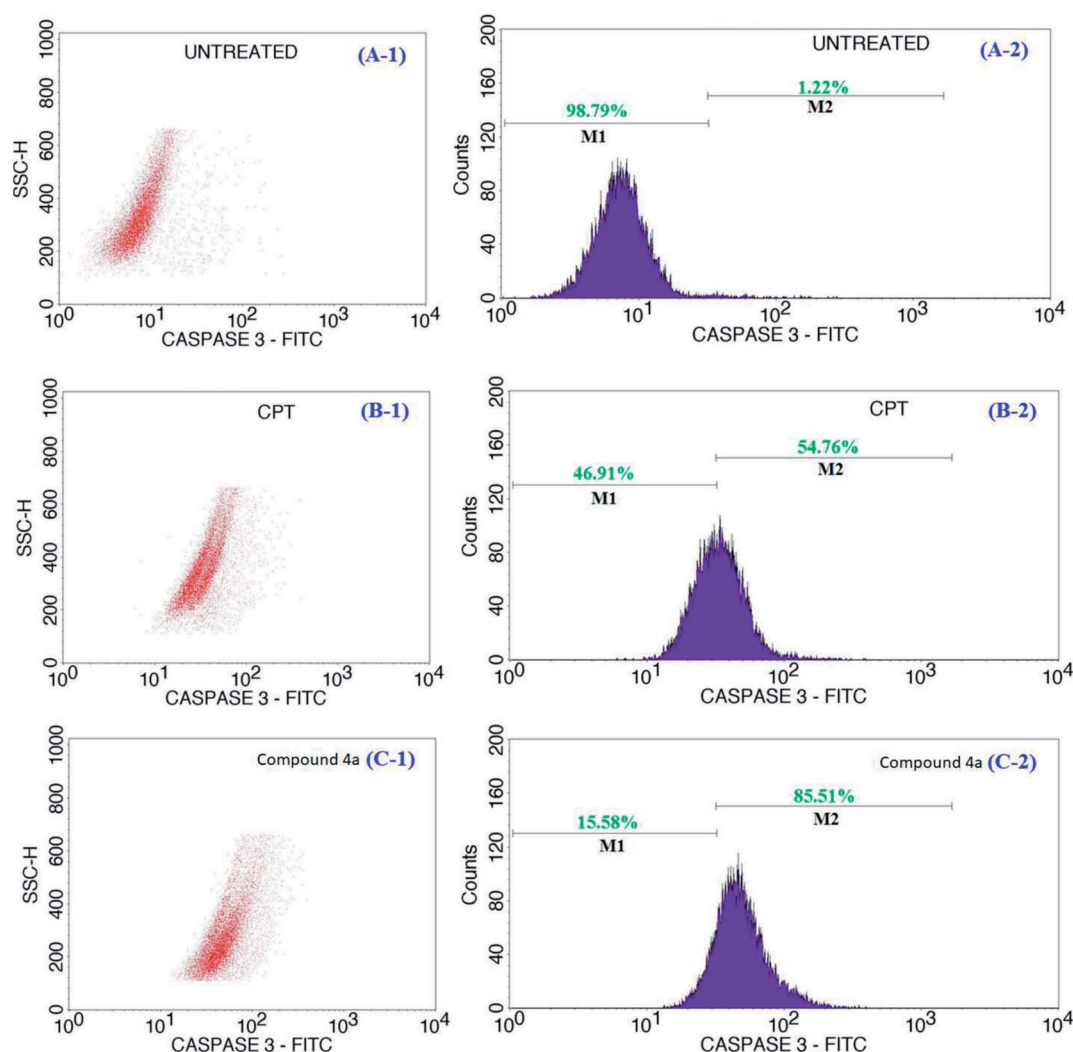 UNTREATED (A-1)
SSC-H
1000
800
600
400
200
0
10^0 10^1 10^2 10^3 10^4
CASPASE 3 - FITC
UNTREATED (A-2)
Counts
200
160
120
80
40
0
98.79%
M1
1.22%
M2
10^0 10^1 10^2 10^3 10^4
CASPASE 3 - FITC
CPT (B-1)
SSC-H
1000
800
600
400
200
0
10^0 10^1 10^2 10^3 10^4
CASPASE 3 - FITC
CPT (B-2)
Counts
200
160
120
80
40
0
46.91%
M1
54.76%
M2
10^0 10^1 10^2 10^3 10^4
CASPASE 3 - FITC
Compound 4a (C-1)
SSC-H
1000
800
600
400
200
0
10^0 10^1 10^2 10^3 10^4
CASPASE 3 - FITC
Compound 4a (C-2)
Counts
200
160
120
80
40
0
15.58%
M1
85.51%
M2
10^0 10^1 10^2 10^3 10^4
CASPASE 3 - FITC